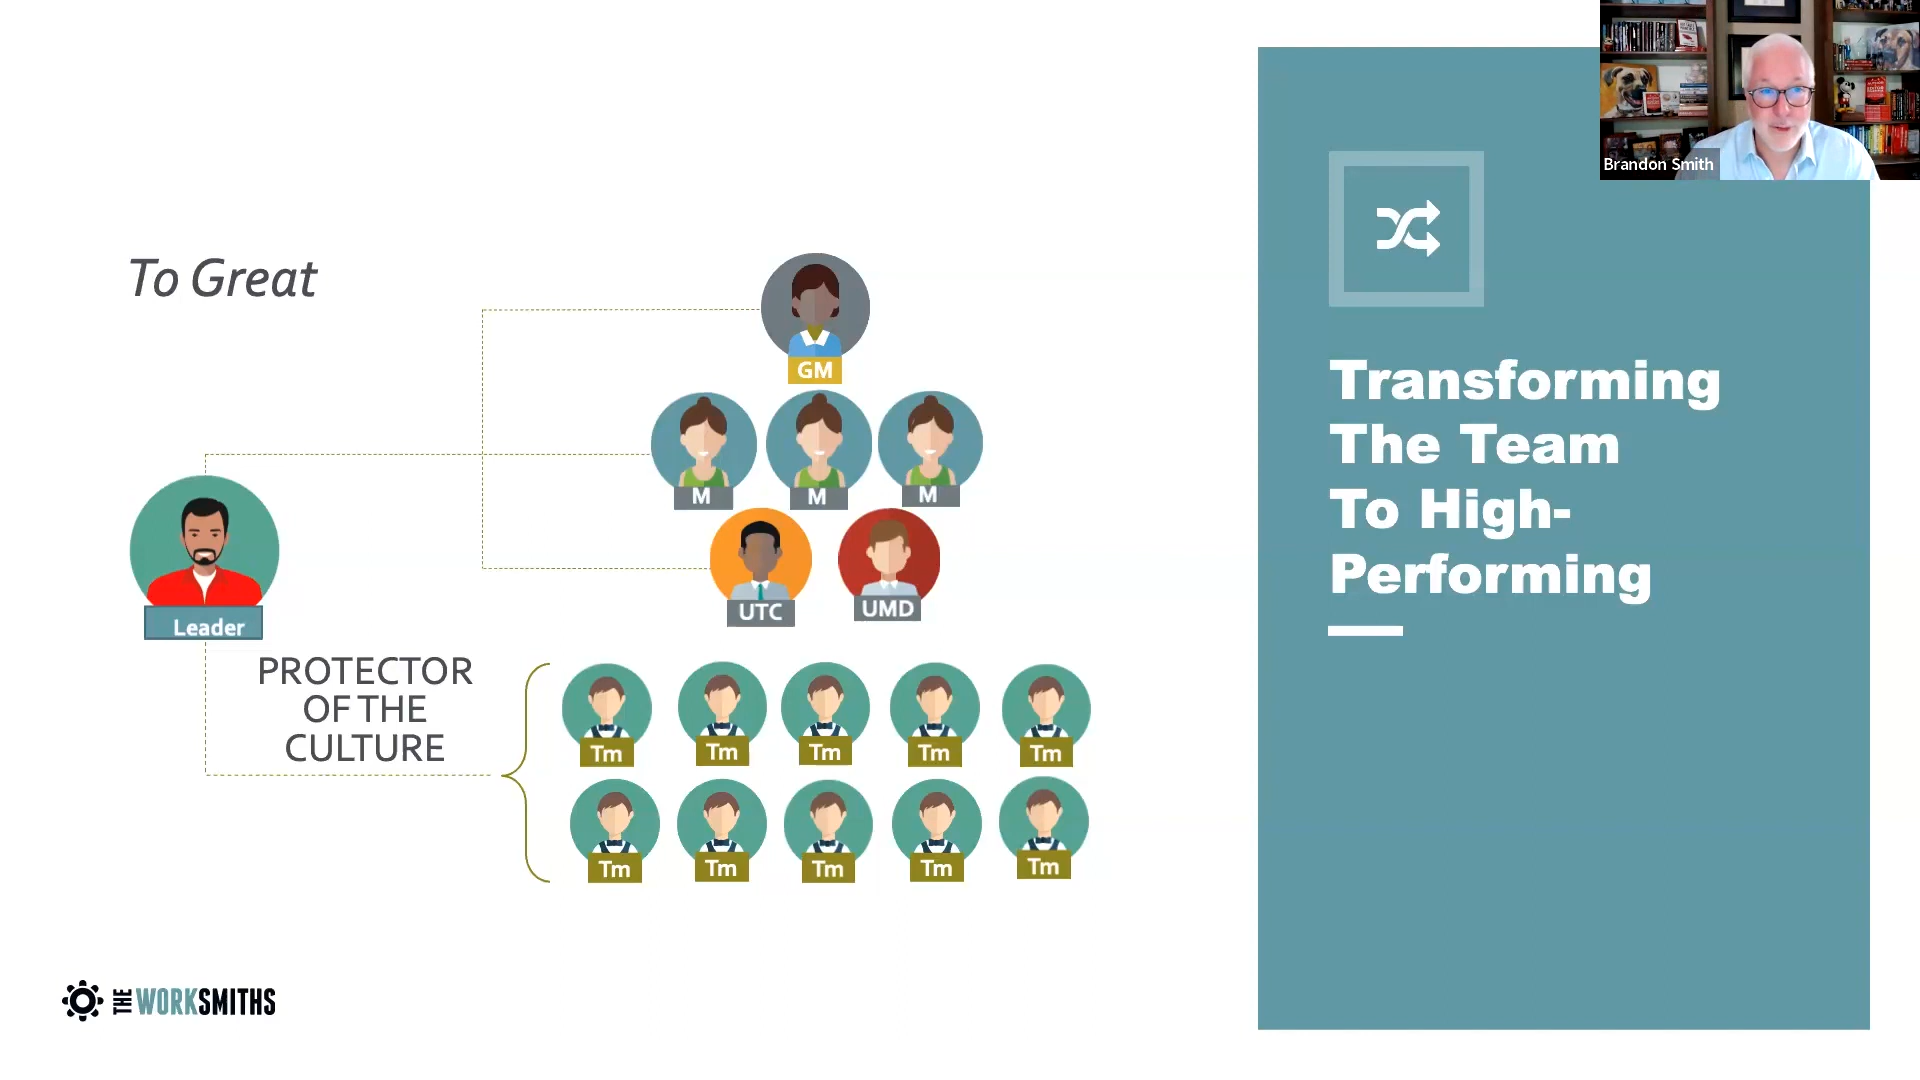 Brandon Smith
To Great
GM
M M M
UTC UMD
Leader
PROTECTOR
OF THE
CULTURE
Tm Tm Tm Tm Tm
Tm Tm Tm Tm Tm
THE WORKSMITHS
Transforming
The Team
To High-
Performing